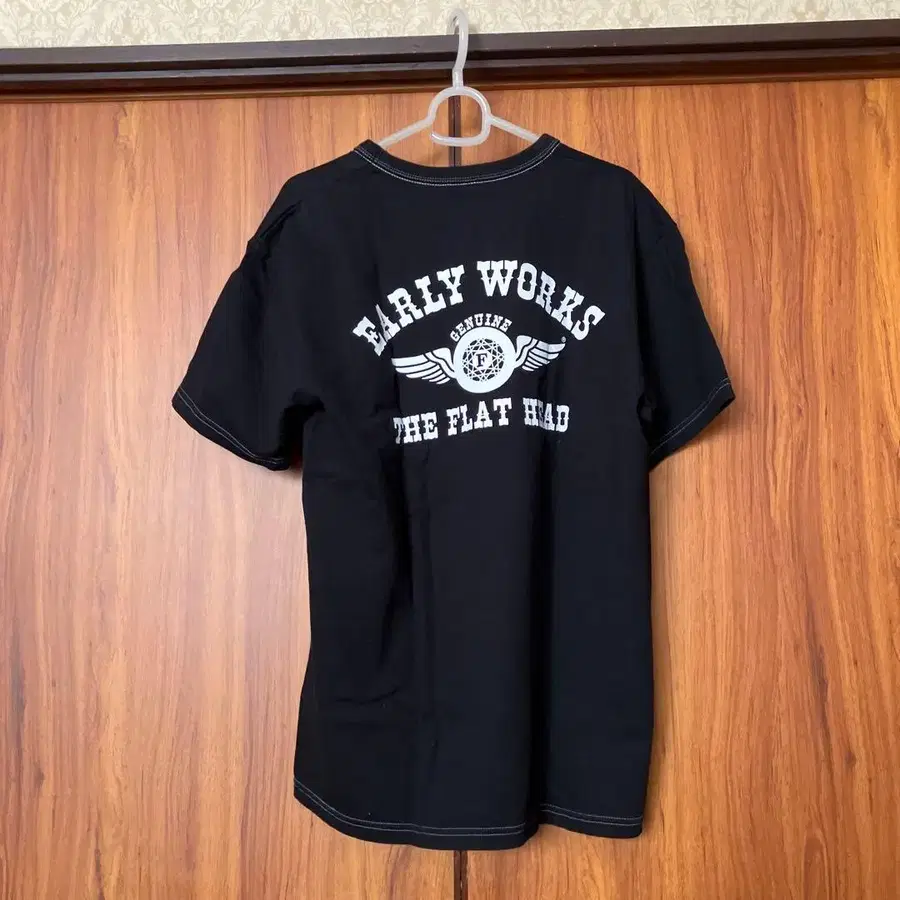 EARLY WORKS
GENUINE
F
®
THE FLAT HEAD